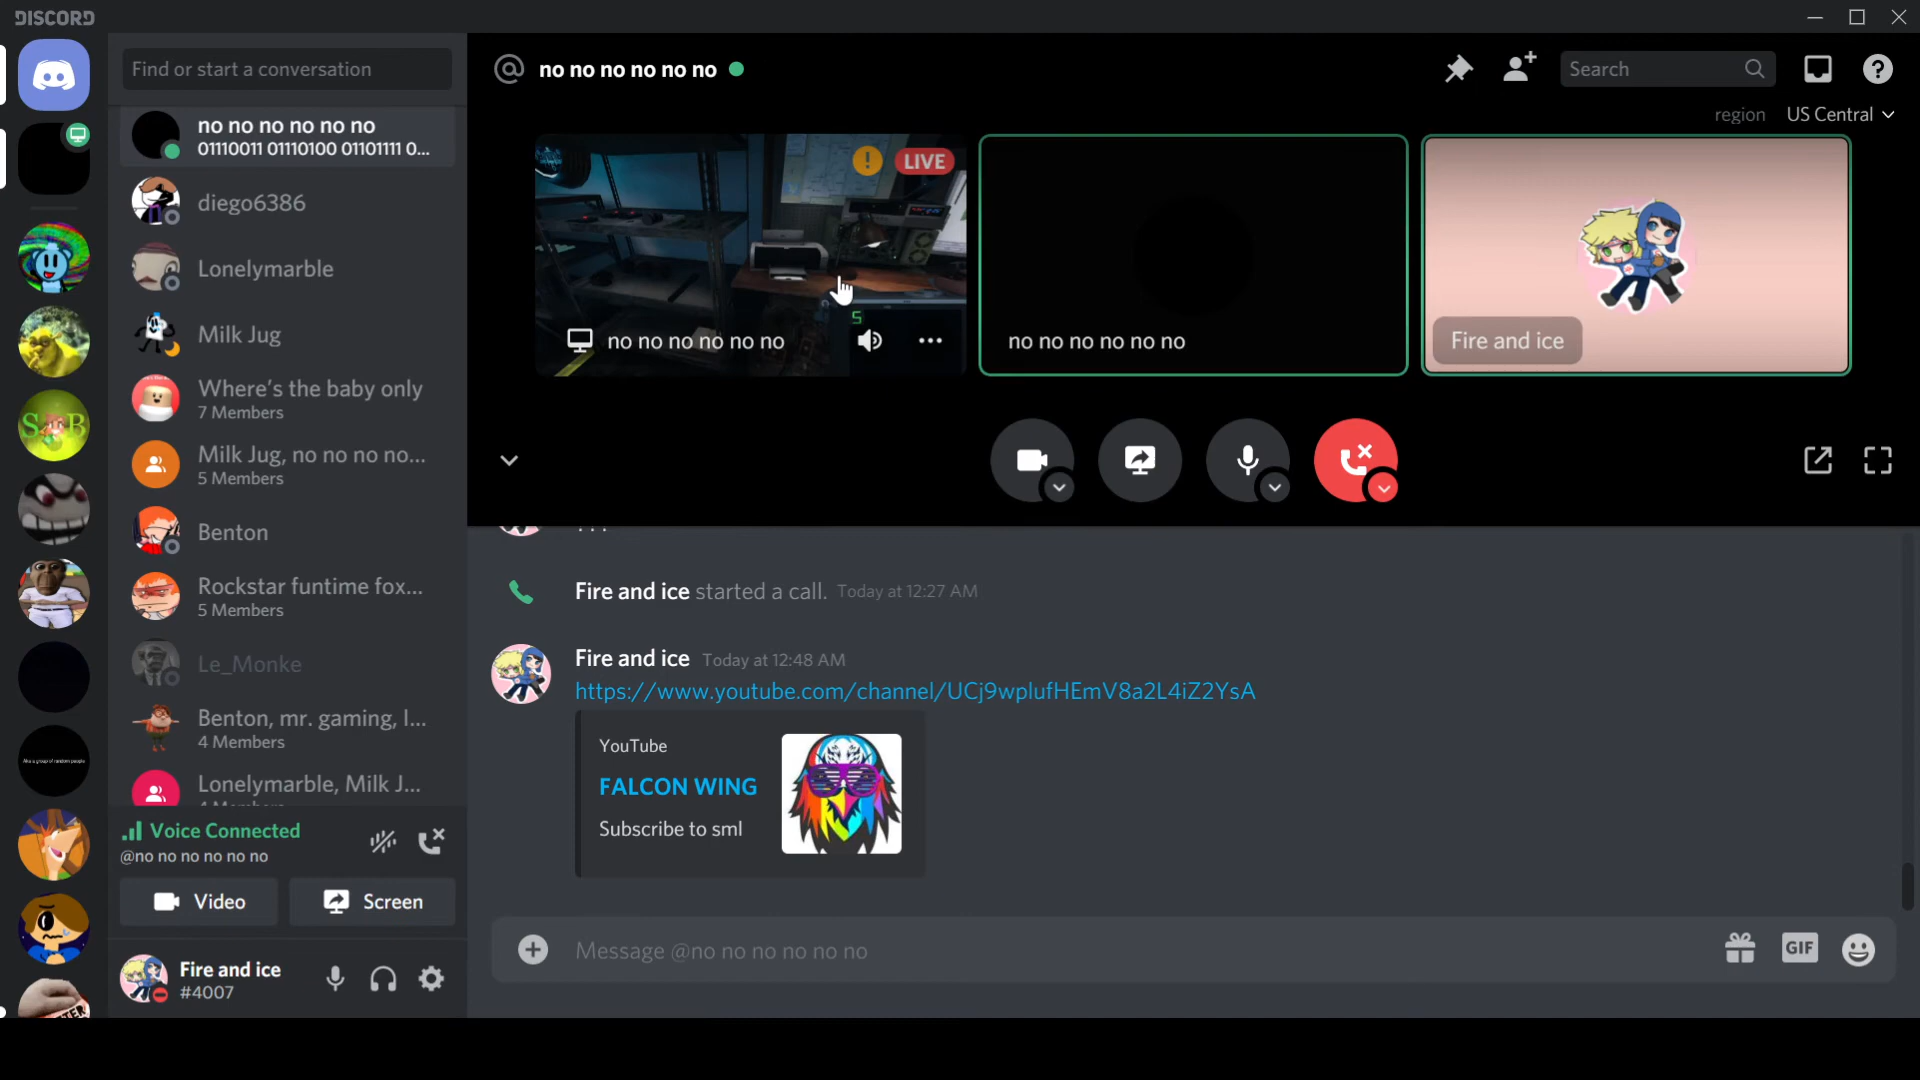 DISCORD
Find or start a conversation
no no no no no no
01110011 01110100 01101111 0...
diego6386
Lonelymarble
Milk Jug
Where's the baby only
7 Members
Milk Jug, no no no no...
5 Members
Benton
Rockstar funtime fox...
5 Members
Le_Monke
Benton, mr. gaming, l...
4 Members
Lonelymarble, Milk J...
4 Members
Voice Connected
@no no no no no no
Video
Screen
Fire and ice
#4007
no no no no no no
Search
region US Central
LIVE
no no no no no no
no no no no no no
Fire and ice
...
Fire and ice started a call. Today at 12:27 AM
Fire and ice Today at 12:48 AM
https://www.youtube.com/channel/UCj9wplufHEmV8a2L4iZ2YsA
YouTube
FALCON WING
Subscribe to sml
Message @no no no no no no
GIF